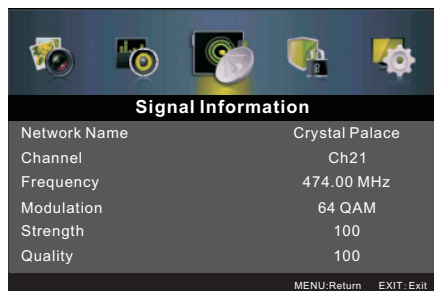 Signal Information
Network Name Crystal Palace
Channel Ch21
Frequency 474.00 MHz
Modulation 64 QAM
Strength 100
Quality 100
MENU:Return EXIT:Exit